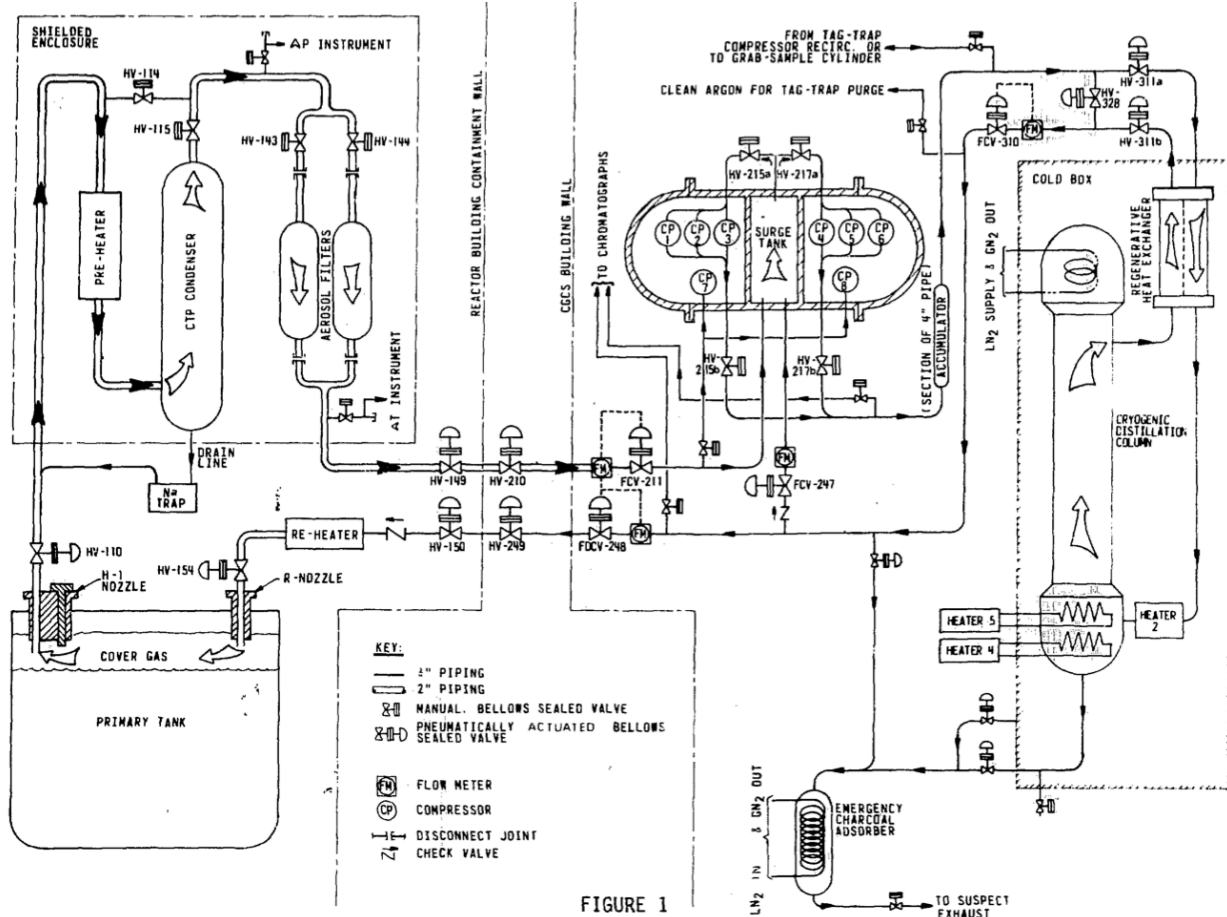 SHIELDED
ENCLOSURE
AP INSTRUMENT
HV-114
HV-115
HV-143
HV-144
PRE-HEATER
CTP CONDENSER
AEROSOL FILTERS
AT INSTRUMENT
DRAIN
LINE
Na
TRAP
HV-110
H-1
NOZZLE
HV-154
R-NOZZLE
RE-HEATER
COVER GAS
PRIMARY TANK
HV-149
HV-210
HV-150
HV-249
REACTOR BUILDING CONTAINMENT WALL
CGCS BUILDING WALL
TO CHROMATOGRAPHS
FM
FCV-211
FDCV-248
FM
FROM TAG-TRAP
COMPRESSOR RECIRC. OR
TO GRAB-SAMPLE CYLINDER
CLEAN ARGON FOR TAG-TRAP PURGE
HV-215a
HV-217a
CP
1
CP
2
CP
3
SURGE
TANK
CP
4
CP
5
CP
6
CP
7
CP
8
HV-
215b
HV-
217b
FM
FCV-247
(SECTION OF 4" PIPE)
ACCUMULATOR
HV-311a
HV-
328
FCV-310
FM
HV-311b
COLD BOX
LN2 SUPPLY & GN2 OUT
REGENERATIVE
HEAT EXCHANGER
CRYOGENIC
DISTILLATION
COLUMN
HEATER 5
HEATER 4
HEATER
2
LN2 IN & GN2 OUT
EMERGENCY
CHARCOAL
ADSORBER
TO SUSPECT
EXHAUST
KEY:
½" PIPING
2" PIPING
MANUAL. BELLOWS SEALED VALVE
PNEUMATICALLY ACTUATED BELLOWS
SEALED VALVE
FM
FLOW METER
CP
COMPRESSOR
DISCONNECT JOINT
CHECK VALVE
FIGURE 1